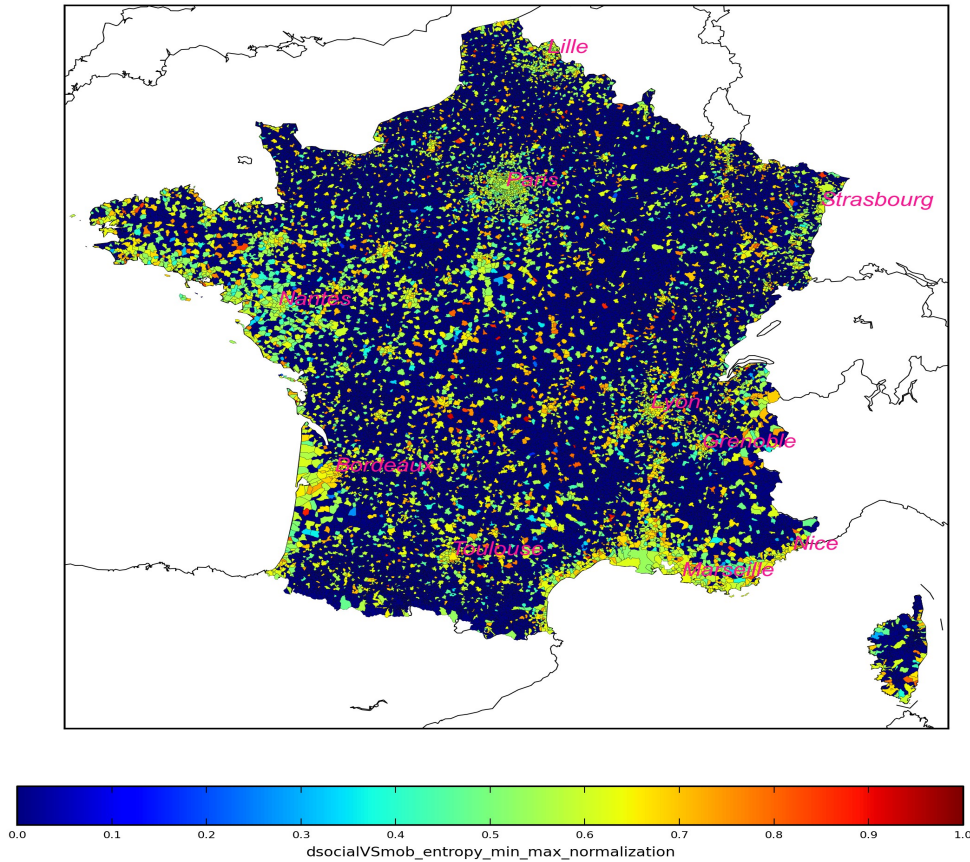 Lille
Paris
Strasbourg
Nantes
Lyon
Grenoble
Bordeaux
Toulouse
Nice
Marseille
0.0 0.1 0.2 0.3 0.4 0.5 0.6 0.7 0.8 0.9 1.0
dsocialVSmob_entropy_min_max_normalization